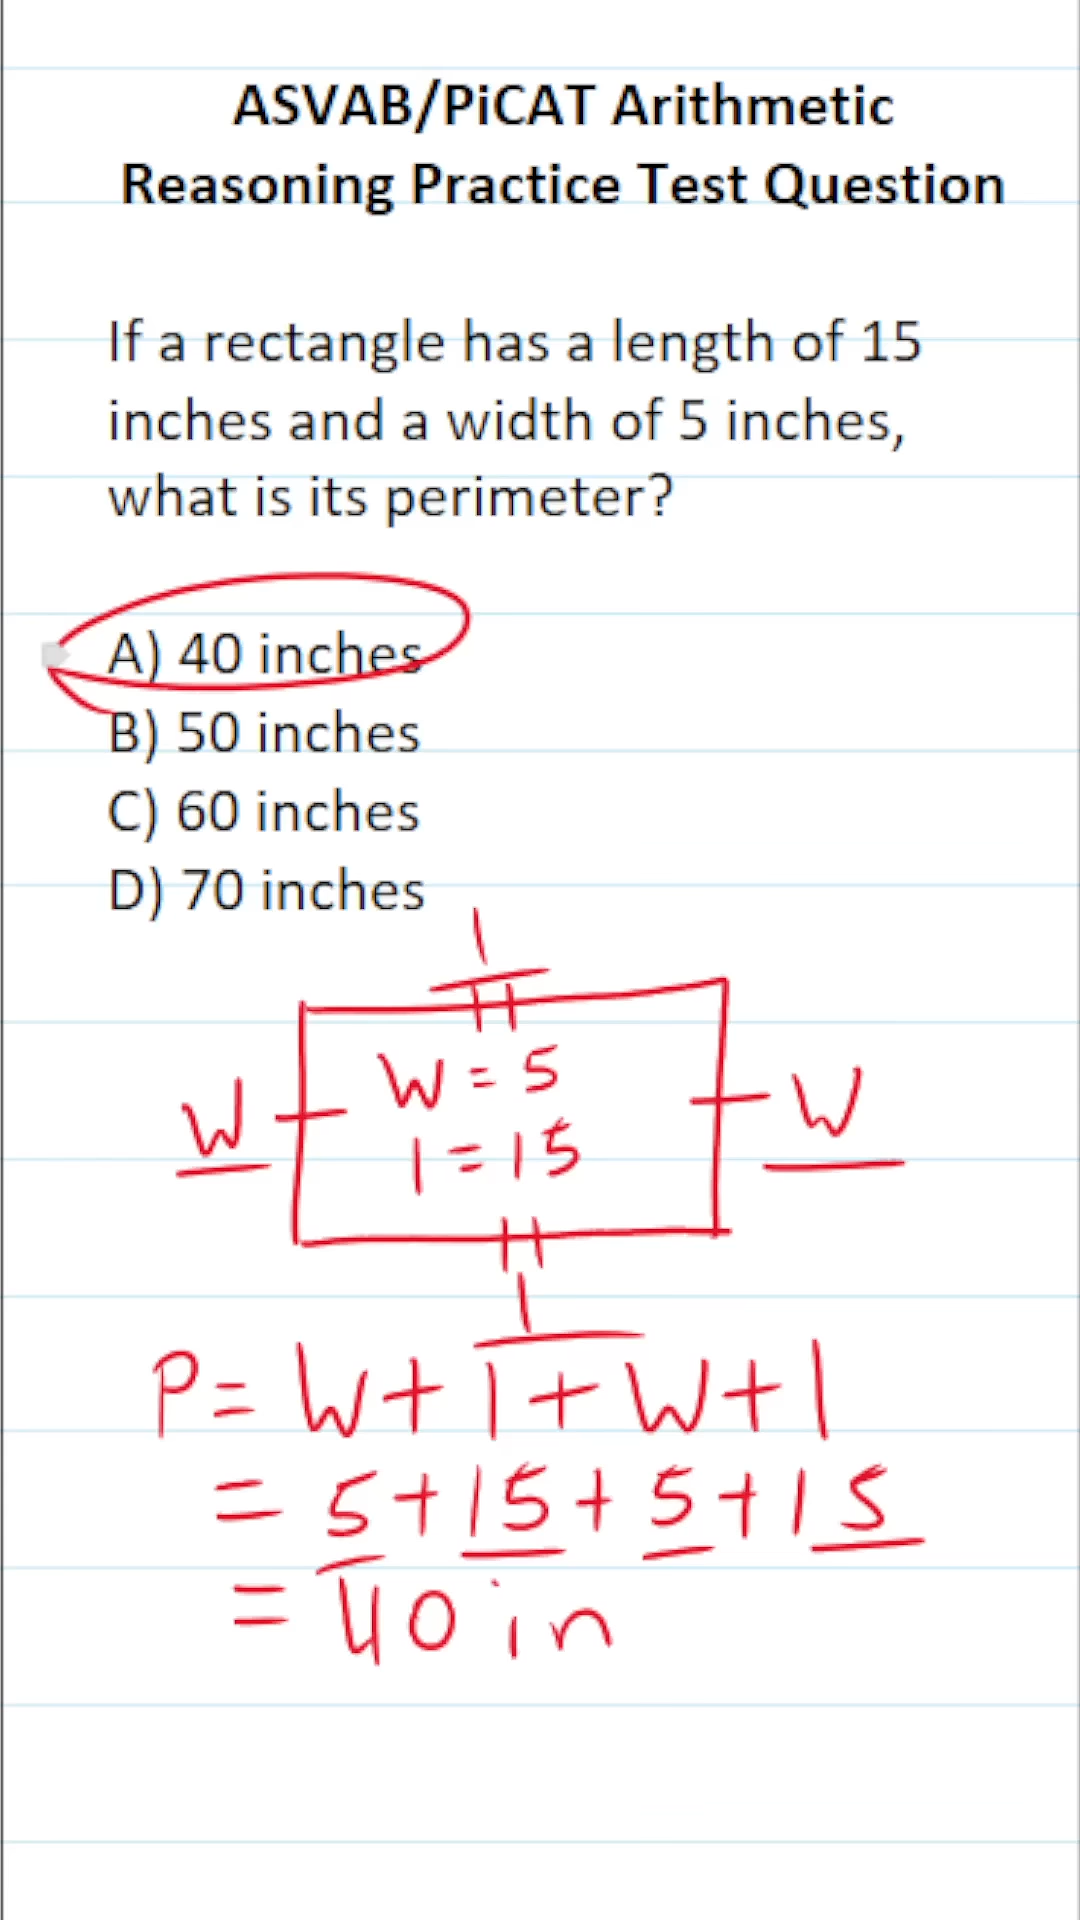 ASVAB/PiCAT Arithmetic
Reasoning Practice Test Question
If a rectangle has a length of 15
inches and a width of 5 inches,
what is its perimeter?
A) 40 inches
B) 50 inches
C) 60 inches
D) 70 inches
l
W = 5
W
W
l = 15
l
P = W + l + W + l
= 5 + 15 + 5 + 15
= 40 in